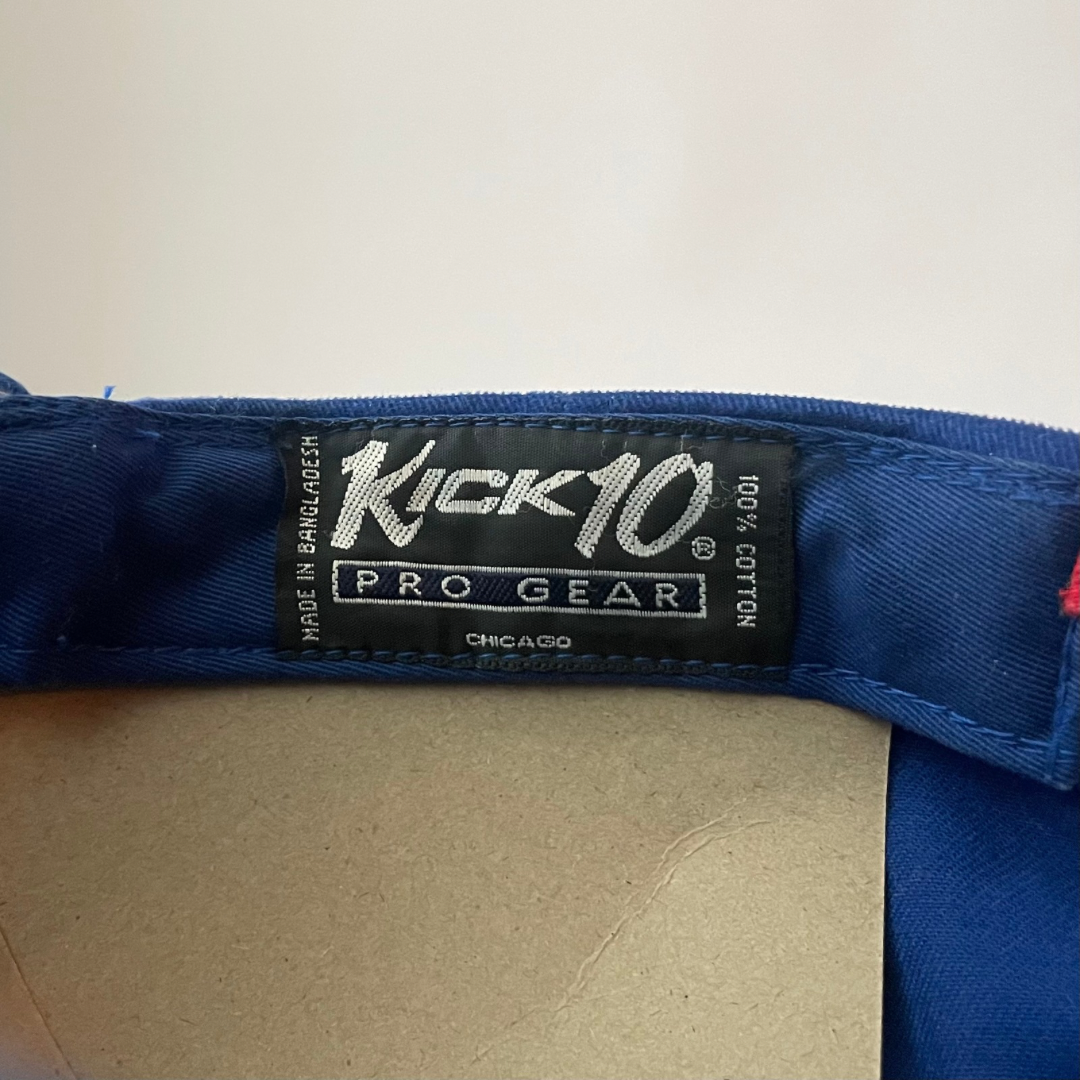 MADE IN BANGLADESH
KICK10®
PRO GEAR
CHICAGO
100% COTTON